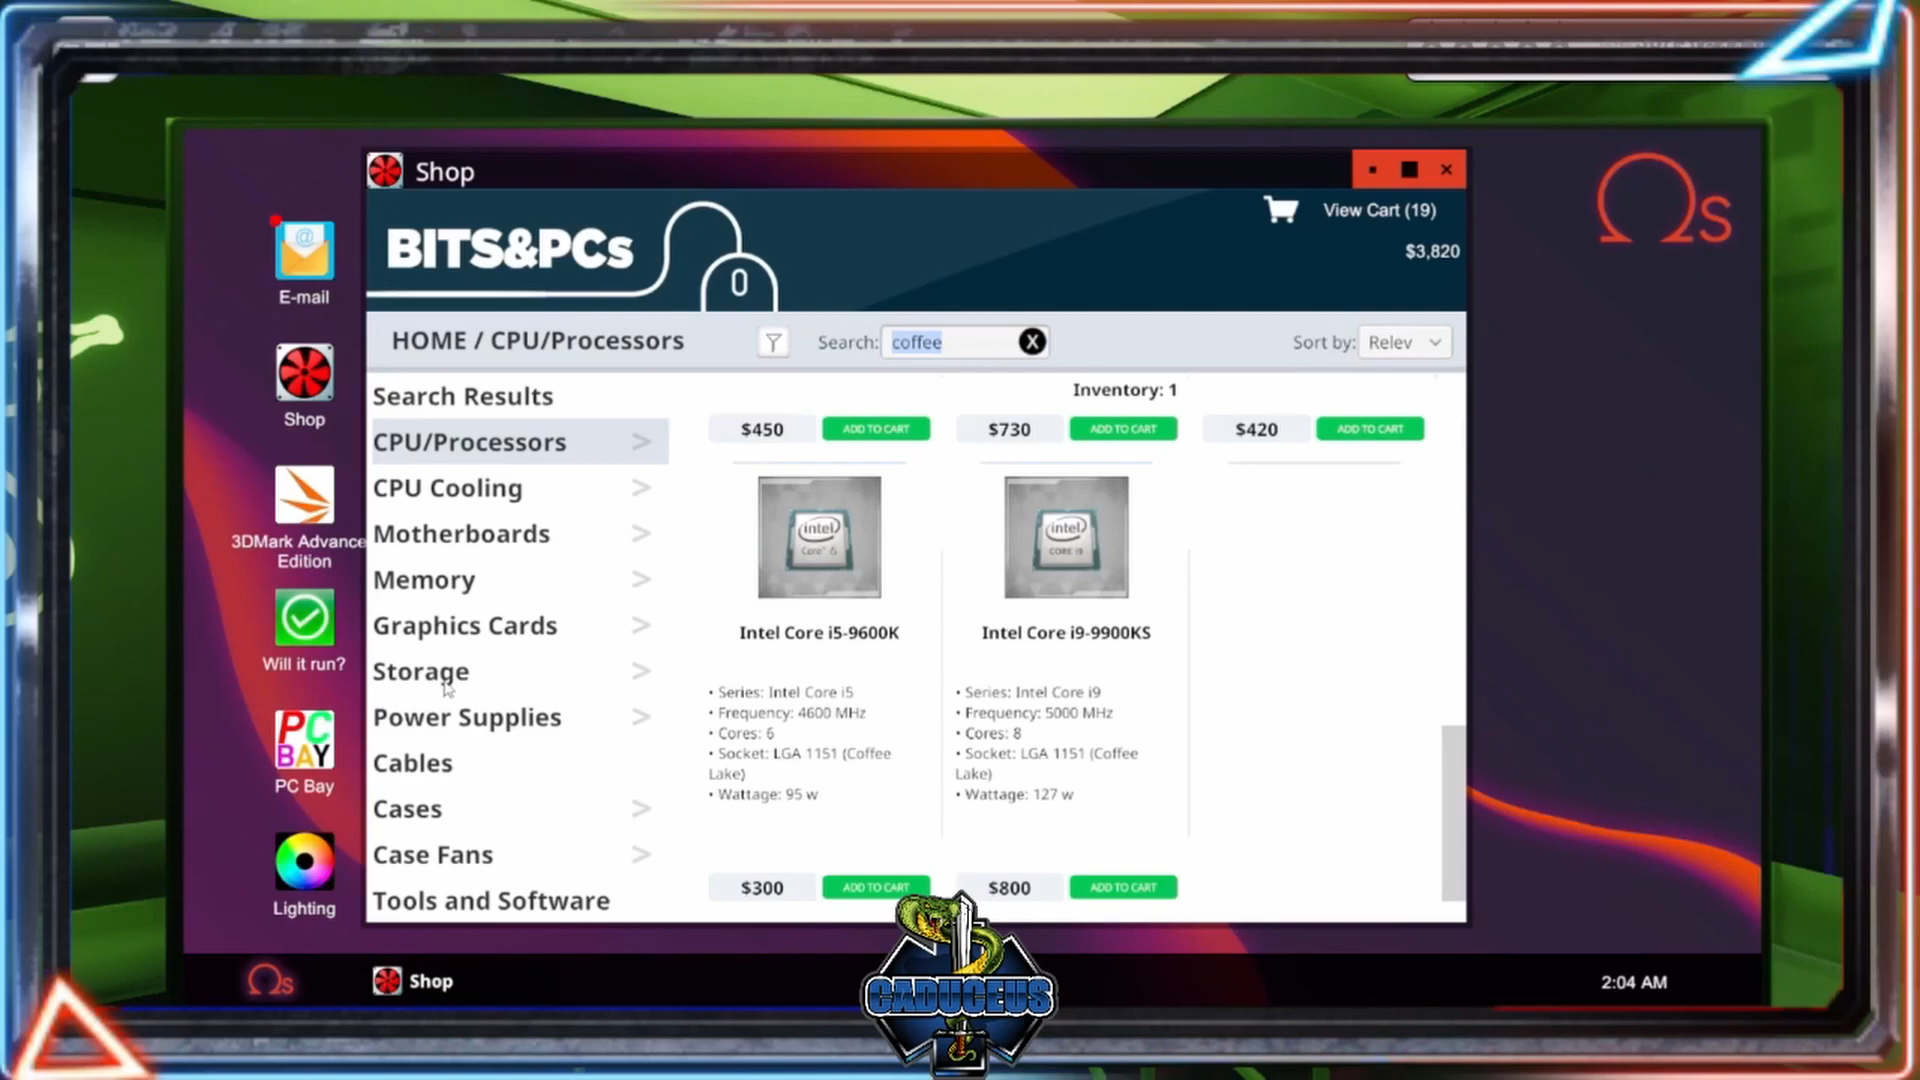 Shop
View Cart (19)
$3,820
BITS&PCs
HOME / CPU/Processors
Search:
coffee
X
Sort by:
Relev
E-mail
Shop
3DMark Advance
Edition
Will it run?
PC
BAY
PC Bay
Lighting
Search Results
CPU/Processors >
CPU Cooling >
Motherboards >
Memory >
Graphics Cards >
Storage >
Power Supplies >
Cables
Cases >
Case Fans >
Tools and Software
Inventory: 1
$450 ADD TO CART
$730 ADD TO CART
$420 ADD TO CART
intel
Core i5
Intel Core i5-9600K
• Series: Intel Core i5
• Frequency: 4600 MHz
• Cores: 6
• Socket: LGA 1151 (Coffee
Lake)
• Wattage: 95 w
$300 ADD TO CART
intel
CORE i9
Intel Core i9-9900KS
• Series: Intel Core i9
• Frequency: 5000 MHz
• Cores: 8
• Socket: LGA 1151 (Coffee
Lake)
• Wattage: 127 w
$800 ADD TO CART
Ωs
Ωs
Shop
2:04 AM
CADUCEUS